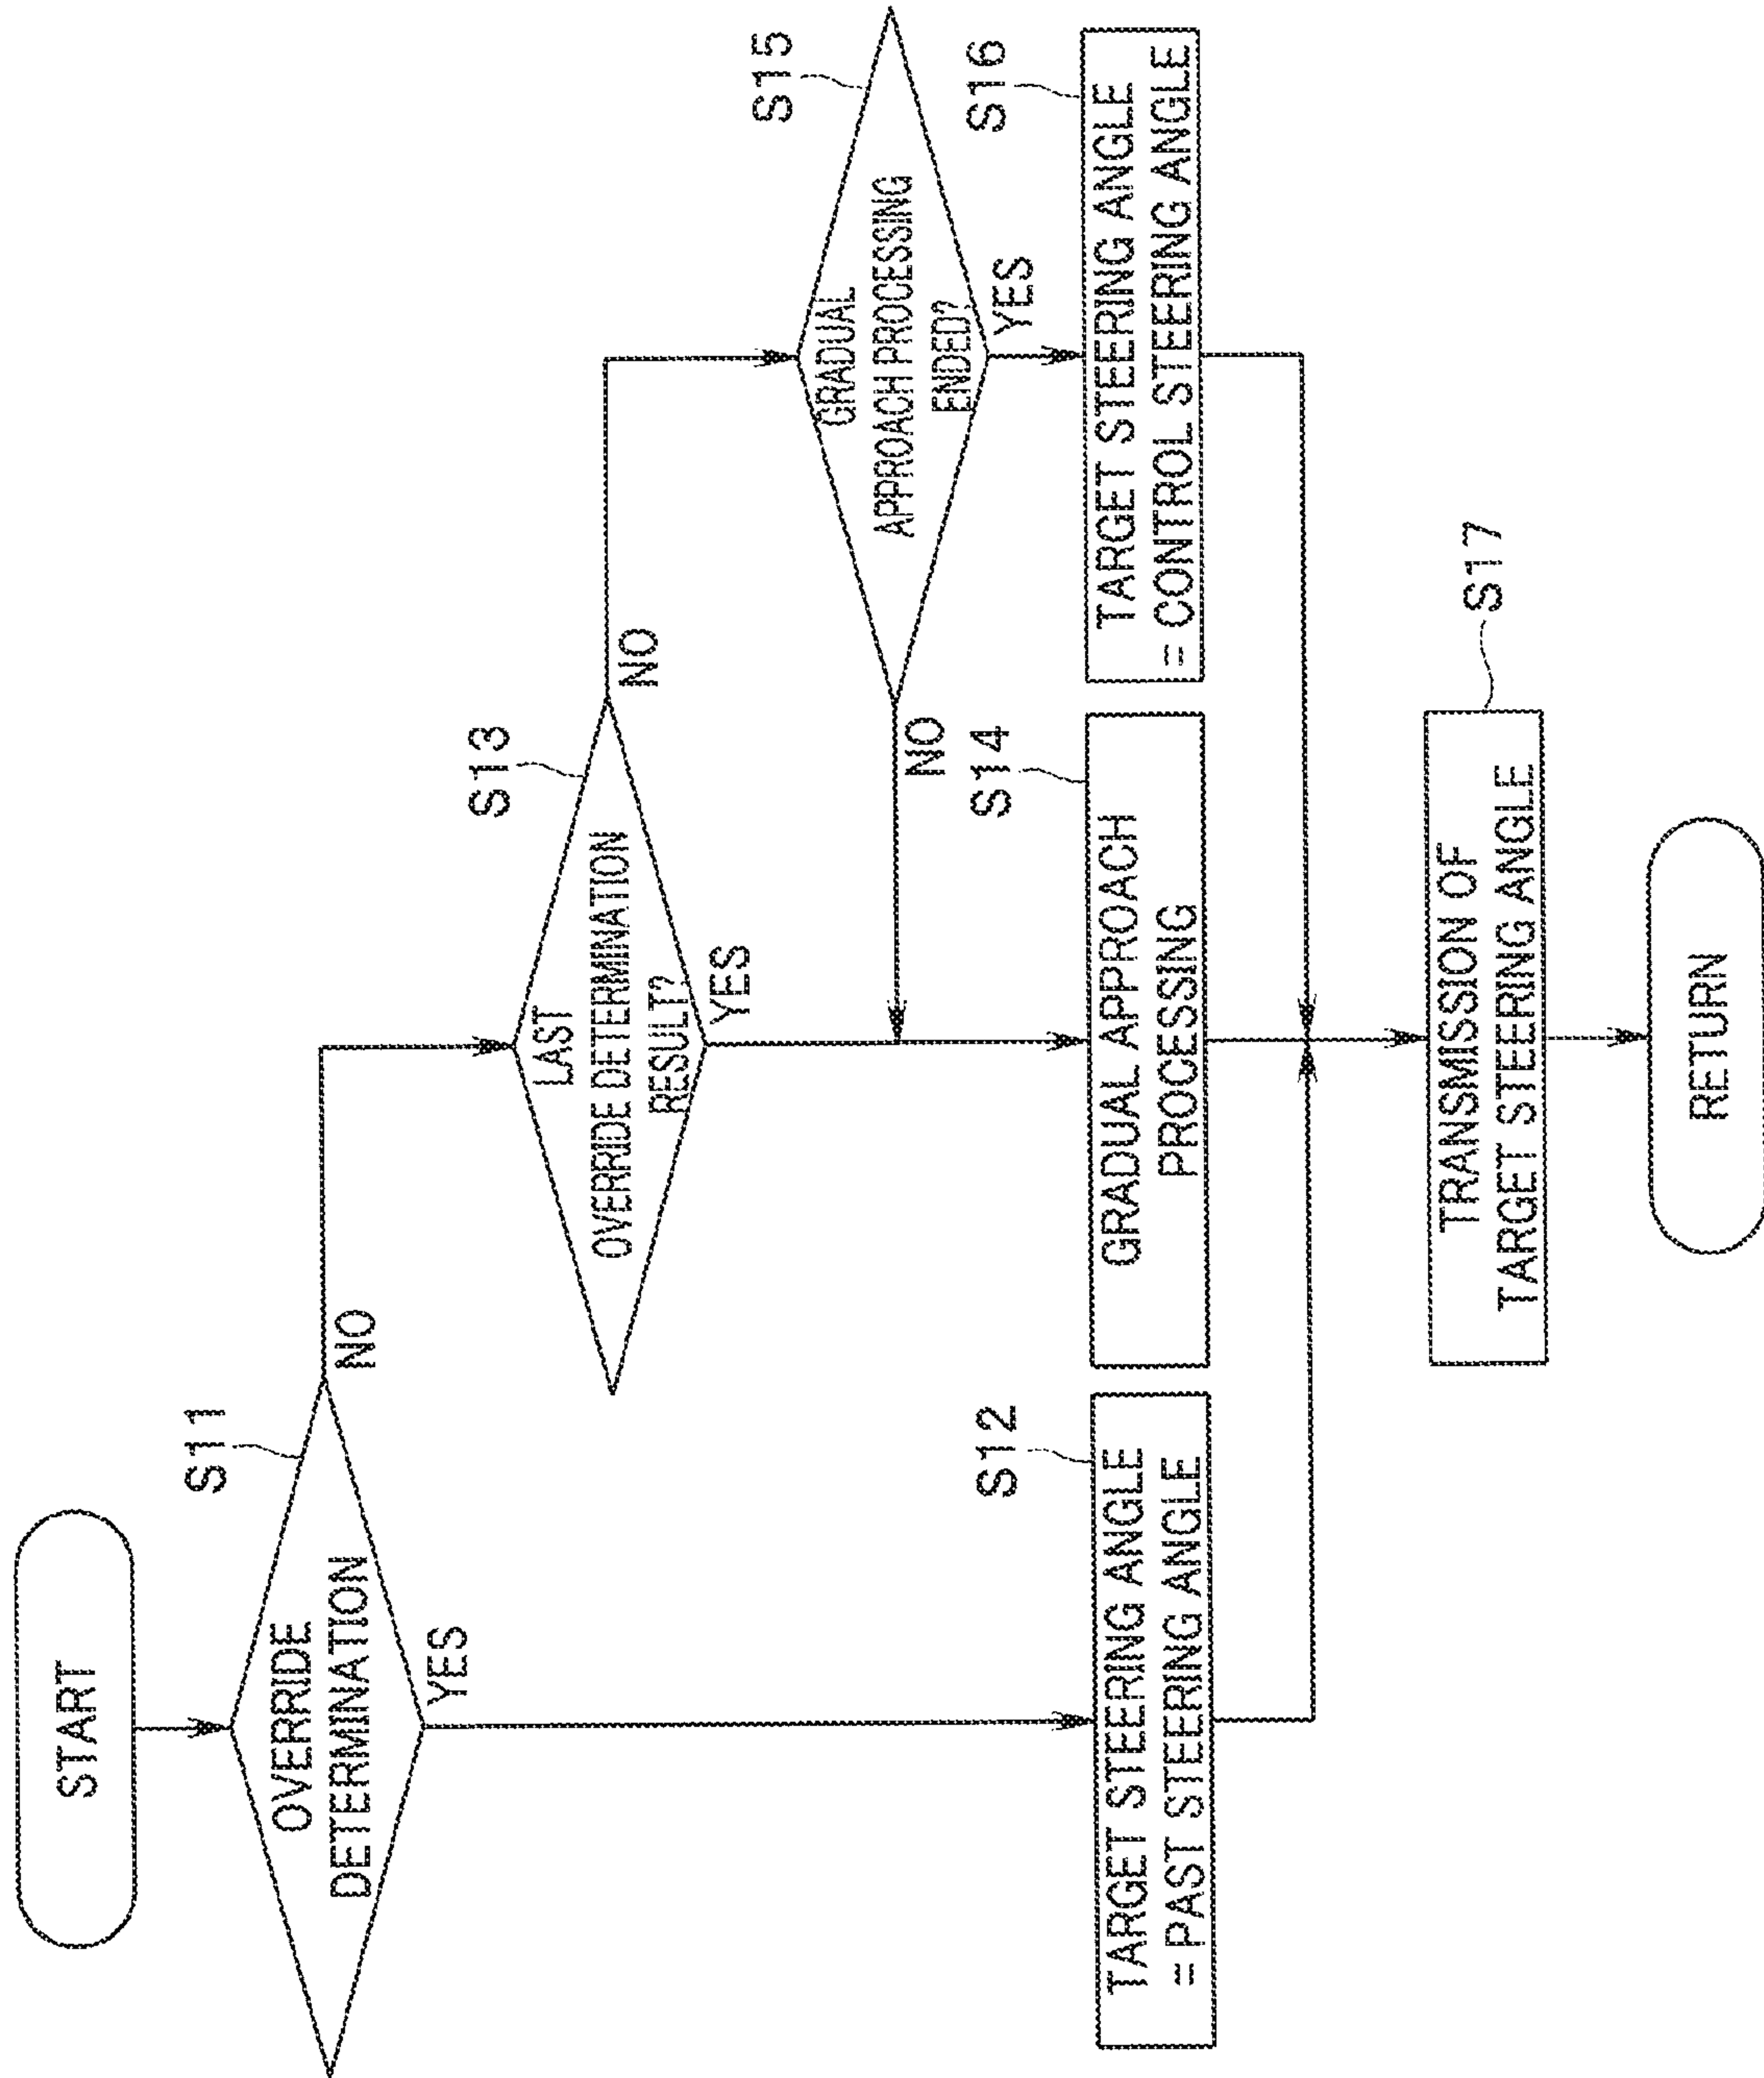 START
S11
OVERRIDE
DETERMINATION
NO
YES
S13
LAST
OVERRIDE DETERMINATION
RESULT?
NO
YES
S15
GRADUAL
APPROACH PROCESSING
ENDED?
NO
YES
S12
TARGET STEERING ANGLE
= PAST STEERING ANGLE
S14
GRADUAL APPROACH
PROCESSING
S16
TARGET STEERING ANGLE
= CONTROL STEERING ANGLE
S17
TRANSMISSION OF
TARGET STEERING ANGLE
RETURN